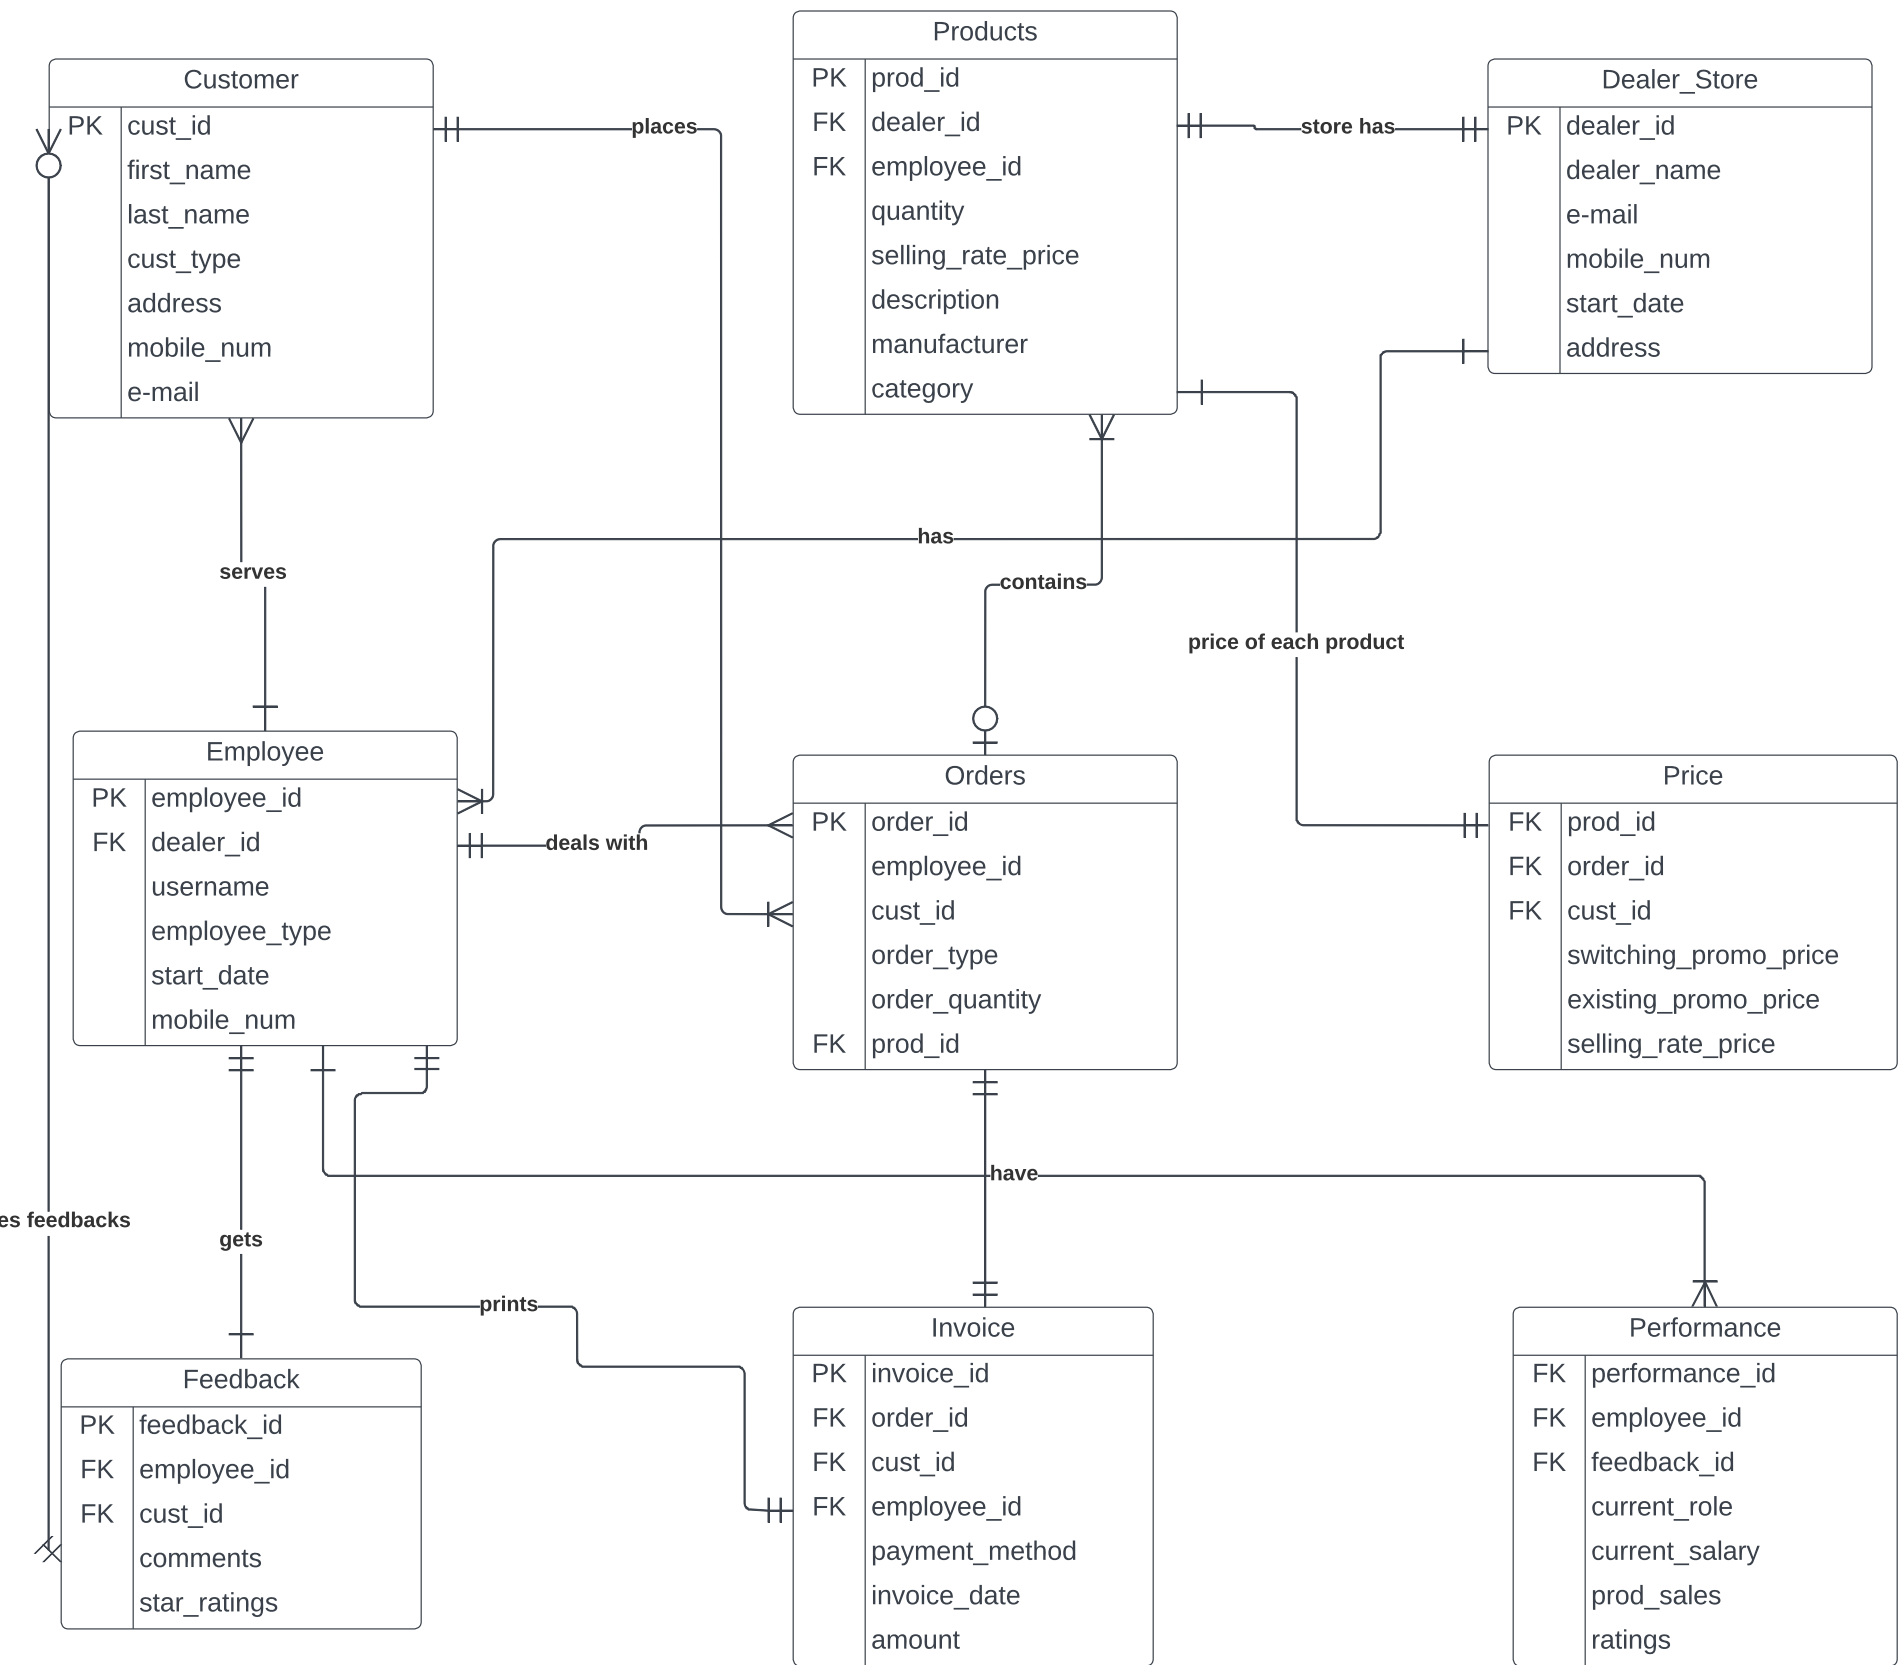 Customer
PK cust_id
first_name
last_name
cust_type
address
mobile_num
e-mail
places
Products
PK prod_id
FK dealer_id
FK employee_id
quantity
selling_rate_price
description
manufacturer
category
store has
Dealer_Store
PK dealer_id
dealer_name
e-mail
mobile_num
start_date
address
serves
has
contains
price of each product
Employee
PK employee_id
FK dealer_id
username
employee_type
start_date
mobile_num
deals with
Orders
PK order_id
employee_id
cust_id
order_type
order_quantity
FK prod_id
Price
FK prod_id
FK order_id
FK cust_id
switching_promo_price
existing_promo_price
selling_rate_price
have
es feedbacks
gets
prints
Feedback
PK feedback_id
FK employee_id
FK cust_id
comments
star_ratings
Invoice
PK invoice_id
FK order_id
FK cust_id
FK employee_id
payment_method
invoice_date
amount
Performance
FK performance_id
FK employee_id
FK feedback_id
current_role
current_salary
prod_sales
ratings